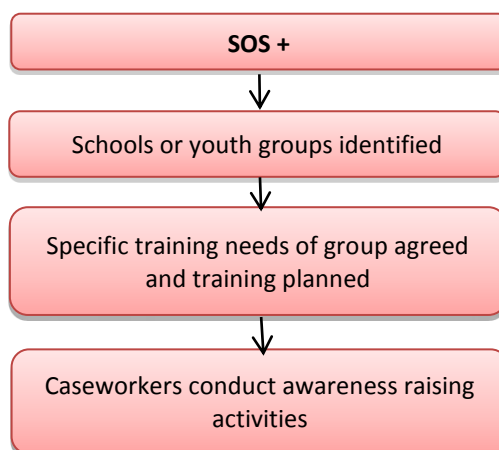 SOS +
Schools or youth groups identified
Specific training needs of group agreed
and training planned
Caseworkers conduct awareness raising
activities